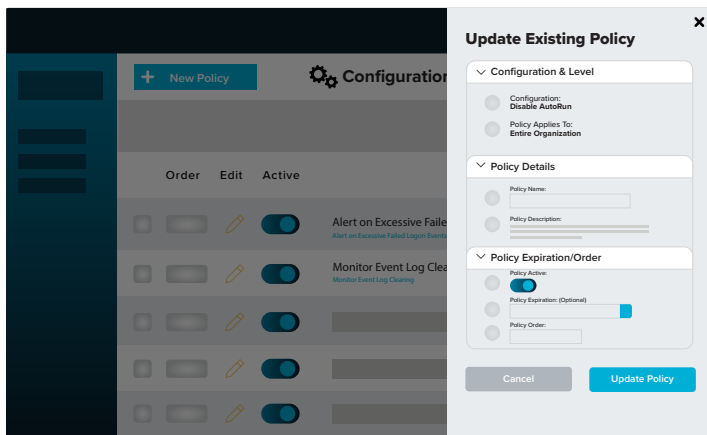 Update Existing Policy
+ New Policy
Configuration
Configuration & Level
Configuration:
Disable AutoRun
Policy Applies To:
Entire Organization
Order Edit Active
Policy Details
Policy Name:
Policy Description:
Alert on Excessive Faile
Alert on Excessive Failed Logon Events
Monitor Event Log Clea
Monitor Event Log Clearing
Policy Expiration/Order
Policy Active:
Policy Expiration: (Optional)
Policy Order:
Cancel
Update Policy